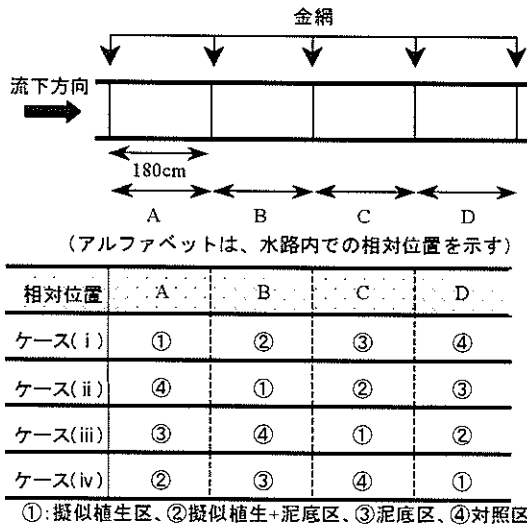 金網
流下方向
180cm
A B C D
(アルファベットは、水路内での相対位置を示す)
相対位置 A B C D
ケース(i) ① ② ③ ④
ケース(ii) ④ ① ② ③
ケース(iii) ③ ④ ① ②
ケース(iv) ② ③ ④ ①
①:擬似植生区、②擬似植生+泥底区、③泥底区、④対照区